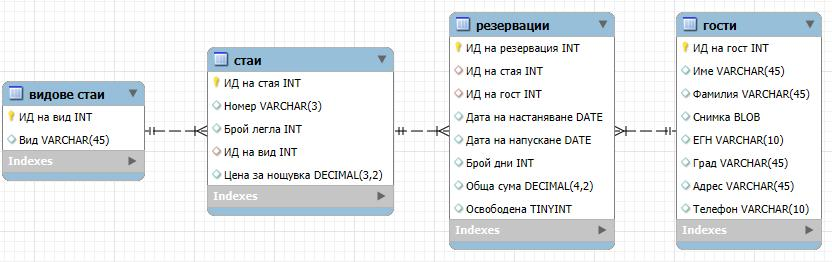 видове стаи
ИД на вид INT
Вид VARCHAR(45)
Indexes
стаи
ИД на стая INT
Номер VARCHAR(3)
Брой легла INT
ИД на вид INT
Цена за нощувка DECIMAL(3,2)
Indexes
резервации
ИД на резервация INT
ИД на стая INT
ИД на гост INT
Дата на настаняване DATE
Дата на напускане DATE
Брой дни INT
Обща сума DECIMAL(4,2)
Освободена TINYINT
Indexes
гости
ИД на гост INT
Име VARCHAR(45)
Фамилия VARCHAR(45)
Снимка BLOB
ЕГН VARCHAR(10)
Град VARCHAR(45)
Адрес VARCHAR(45)
Телефон VARCHAR(10)
Indexes